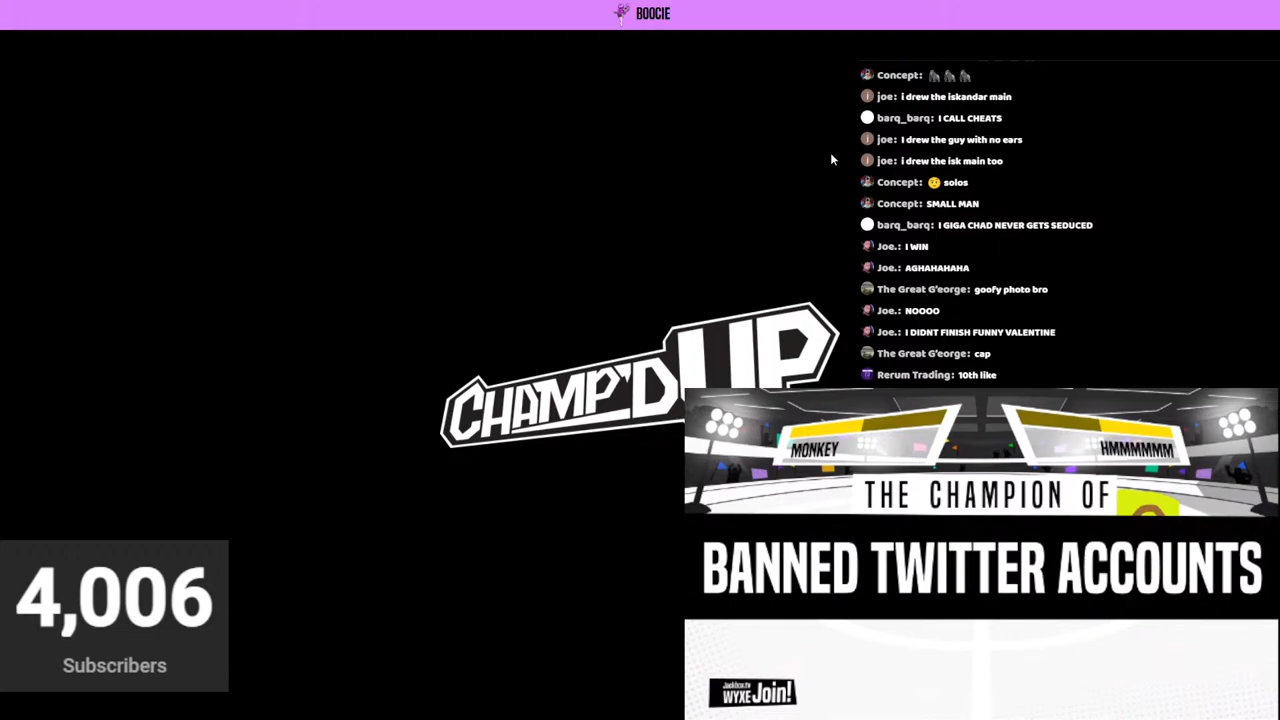 BOOCIE
Concept: 🦍🦍🦍
joe: i drew the iskandar main
barq_barq: I CALL CHEATS
joe: I drew the guy with no ears
joe: i drew the isk main too
Concept: 🤨 solos
Concept: SMALL MAN
barq_barq: I GIGA CHAD NEVER GETS SEDUCED
Joe.: I WIN
Joe.: AGHAHAHAHA
The Great G'eorge: goofy photo bro
Joe.: NOOOO
Joe.: I DIDNT FINISH FUNNY VALENTINE
The Great G'eorge: cap
Rerum Trading: 10th like
CHAMP'D UP
MONKEY
HMMMMMM
THE CHAMPION OF
BANNED TWITTER ACCOUNTS
4,006
Subscribers
Jackbox.tv
WYXE Join!